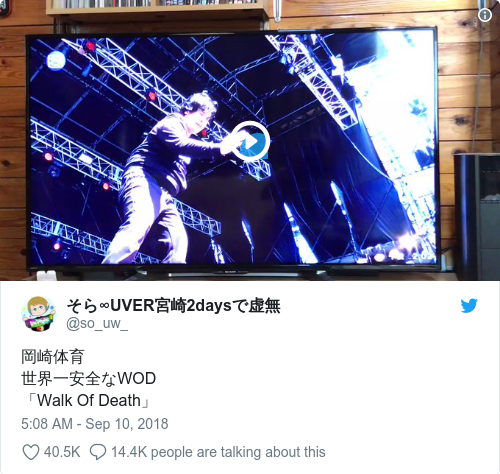 2:03
そら∞UVER宮崎2daysで虚無
@so_uw_
岡崎体育
世界一安全なWOD
「Walk Of Death」
5:08 AM - Sep 10, 2018
40.5K
14.4K people are talking about this